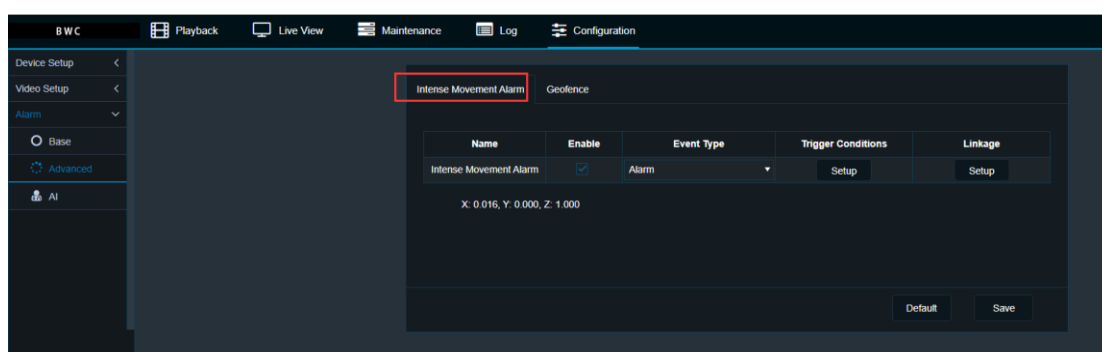 BWC Playback Live View Maintenance Log Configuration
Device Setup
Video Setup
Alarm
Base
Advanced
AI
Intense Movement Alarm Geofence
Name Enable Event Type Trigger Conditions Linkage
Intense Movement Alarm Alarm Setup Setup
X: 0.016, Y: 0.000, Z: 1.000
Default Save